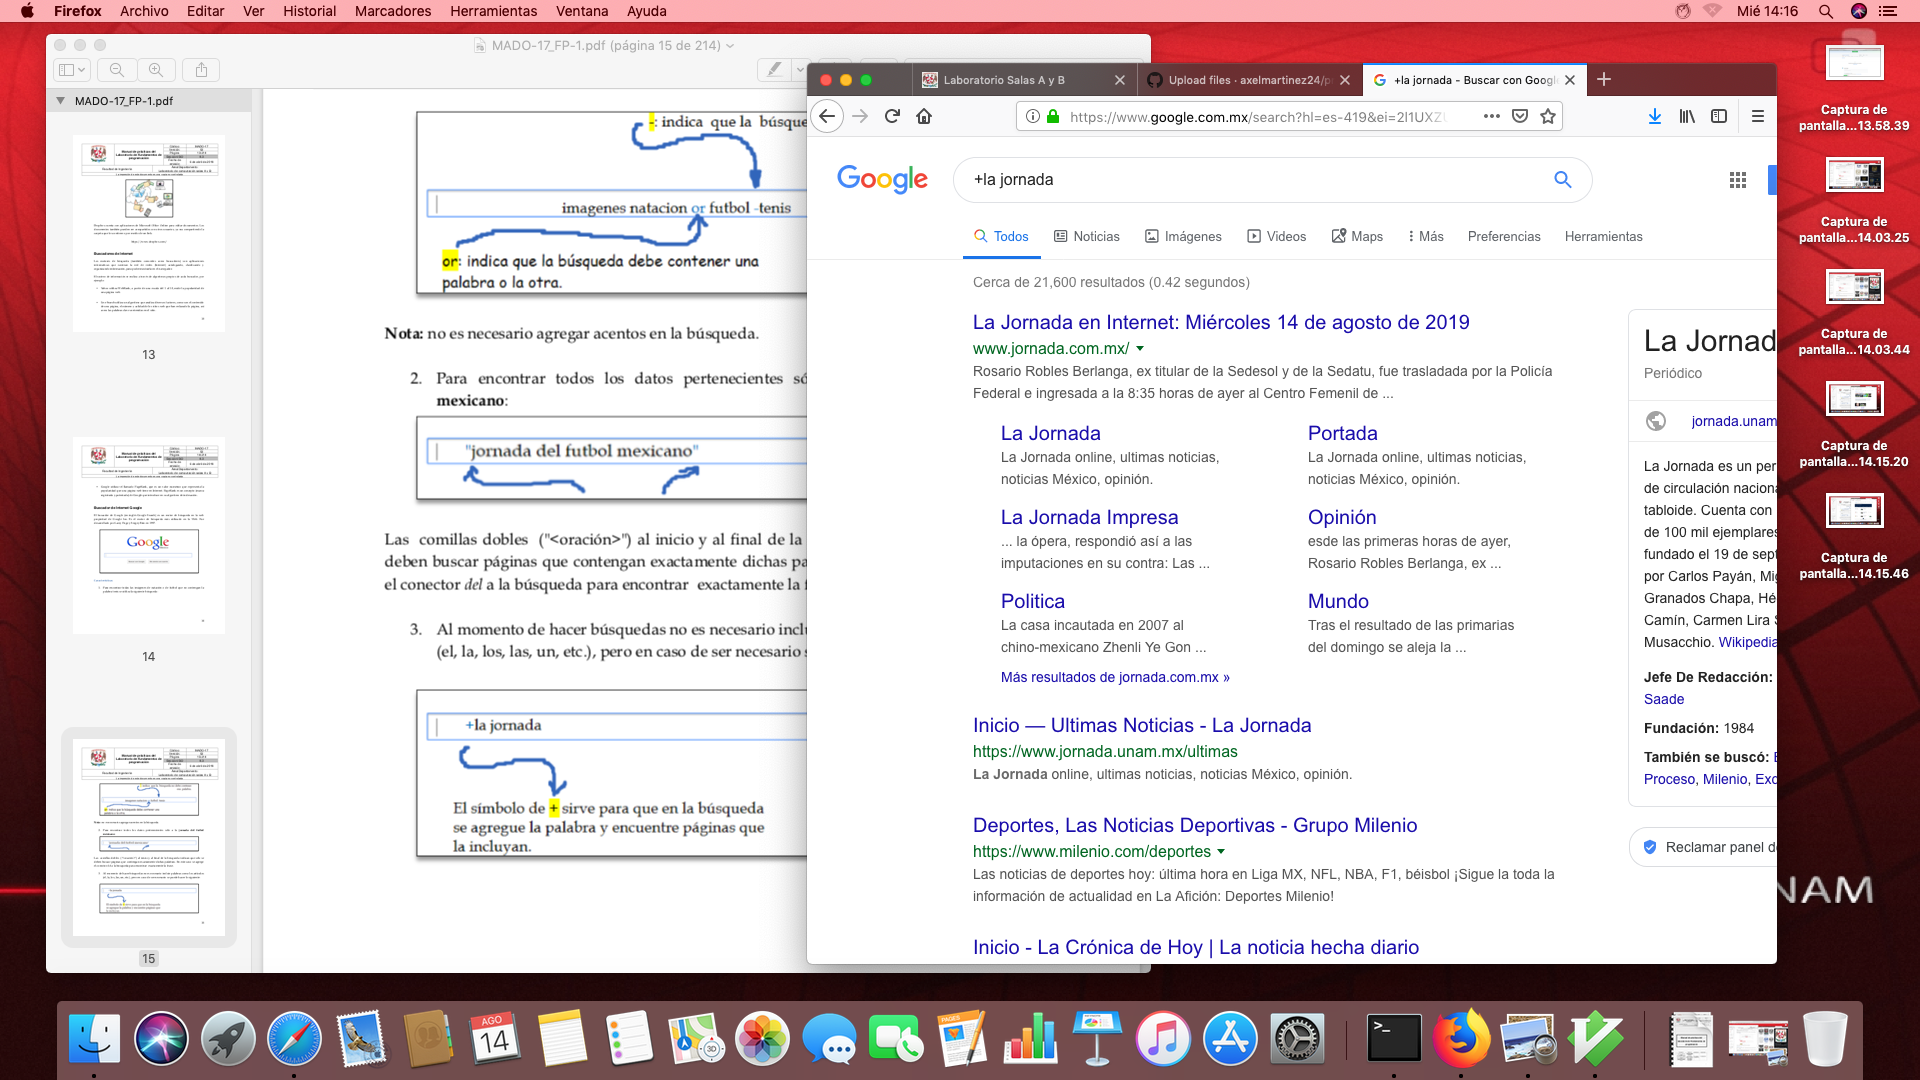 Firefox Archivo Editar Ver Historial Marcadores Herramientas Ventana Ayuda
Mié 14:16
MADO-17_FP-1.pdf (página 15 de 214)
MADO-17_FP-1.pdf
13
14
15
-: indica que la
imagenes natacion or futbol -tenis
or: indica que la búsqueda debe contener una
palabra o la otra.
Nota: no es necesario agregar acentos en la búsqueda.
2. Para encontrar todos los datos pertenecientes
mexicano:
"jornada del futbol mexicano"
Las comillas dobles ("<oración>") al inicio y al final de la
deben buscar páginas que contengan exactamente dichas
el conector del a la búsqueda para encontrar exactamente la
3. Al momento de hacer búsquedas no es necesario
(el, la, los, las, un, etc.), pero en caso de ser necesario
+la jornada
El símbolo de + sirve para que en la búsqueda
se agregue la palabra y encuentre páginas que
la incluyan.
Laboratorio Salas A y B
Upload files · axelmartinez24/p
+la jornada - Buscar con Google
https://www.google.com.mx/search?hl=es-419&ei=2l1UXZ
Google
+la jornada
Todos Noticias Imágenes Videos Maps Más Preferencias Herramientas
Cerca de 21,600 resultados (0.42 segundos)
La Jornada en Internet: Miércoles 14 de agosto de 2019
www.jornada.com.mx/
Rosario Robles Berlanga, ex titular de la Sedesol y de la Sedatu, fue trasladada por la Policía
Federal e ingresada a la 8:35 horas de ayer al Centro Femenil de ...
La Jornada
La Jornada online, ultimas noticias,
noticias México, opinión.
Portada
La Jornada online, ultimas noticias,
noticias México, opinión.
La Jornada Impresa
... la ópera, respondió así a las
imputaciones en su contra: Las ...
Opinión
esde las primeras horas de ayer,
Rosario Robles Berlanga, ex ...
Politica
La casa incautada en 2007 al
chino-mexicano Zhenli Ye Gon ...
Mundo
Tras el resultado de las primarias
del domingo se aleja la ...
Más resultados de jornada.com.mx »
Inicio — Ultimas Noticias - La Jornada
https://www.jornada.unam.mx/ultimas
La Jornada online, ultimas noticias, noticias México, opinión.
Deportes, Las Noticias Deportivas - Grupo Milenio
https://www.milenio.com/deportes
Las noticias de deportes hoy: última hora en Liga MX, NFL, NBA, F1, béisbol ¡Sigue la toda la
información de actualidad en La Afición: Deportes Milenio!
Inicio - La Crónica de Hoy | La noticia hecha diario
La Jornad
Periódico
jornada.unam
La Jornada es un per
de circulación naciona
tabloide. Cuenta con
de 100 mil ejemplares
fundado el 19 de sept
por Carlos Payán, Mig
Granados Chapa, Hé
Camín, Carmen Lira S
Musacchio. Wikipedia
Jefe De Redacción:
Saade
Fundación: 1984
También se buscó: E
Proceso, Milenio, Exc
Reclamar panel de
Captura de
pantalla...13.58.39
Captura de
pantalla...14.03.25
Captura de
pantalla...14.03.44
Captura de
pantalla...14.15.20
Captura de
pantalla...14.15.46
NAM
AGO
14
PAGES
3D